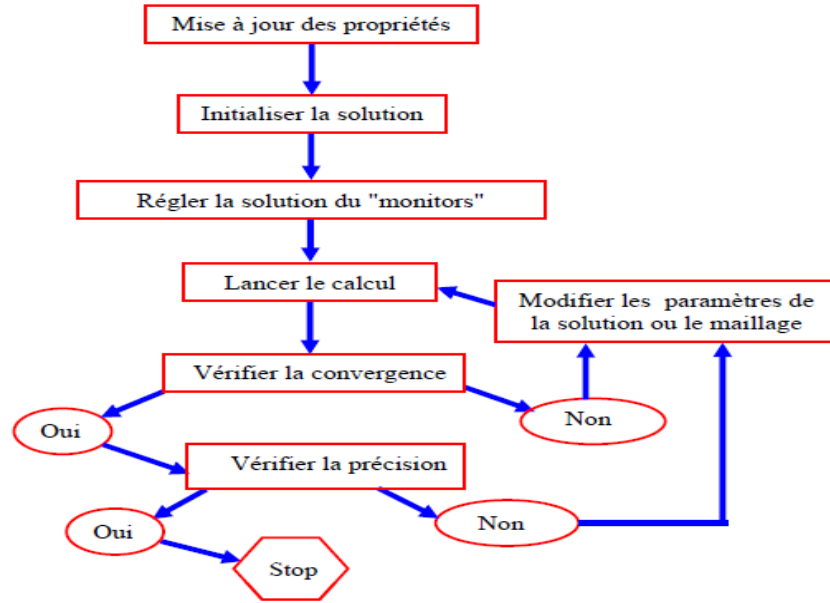 Mise à jour des propriétés
Initialiser la solution
Régler la solution du "monitors"
Lancer le calcul
Modifier les paramètres de
la solution ou le maillage
Vérifier la convergence
Oui
Non
Vérifier la précision
Oui
Non
Stop